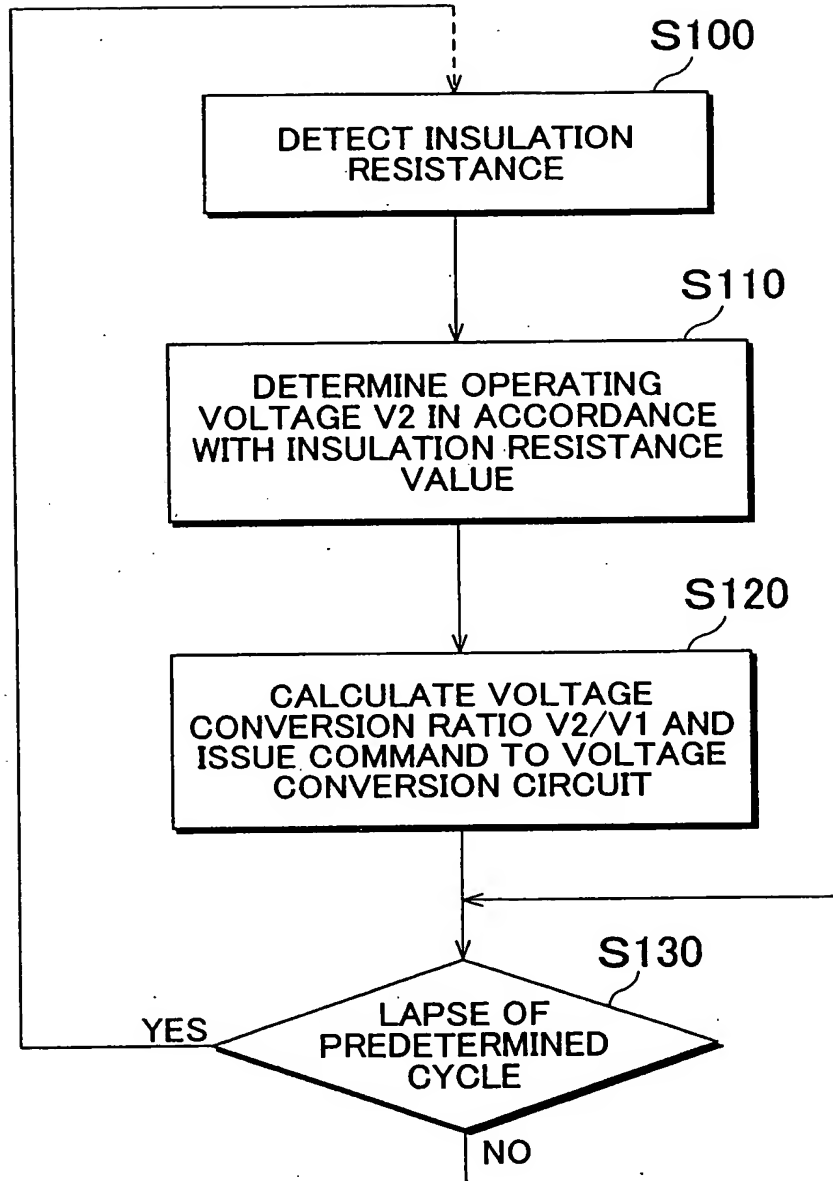 S100
DETECT INSULATION
RESISTANCE
S110
DETERMINE OPERATING
VOLTAGE V2 IN ACCORDANCE
WITH INSULATION RESISTANCE
VALUE
S120
CALCULATE VOLTAGE
CONVERSION RATIO V2/V1 AND
ISSUE COMMAND TO VOLTAGE
CONVERSION CIRCUIT
S130
YES
LAPSE OF
PREDETERMINED
CYCLE
NO